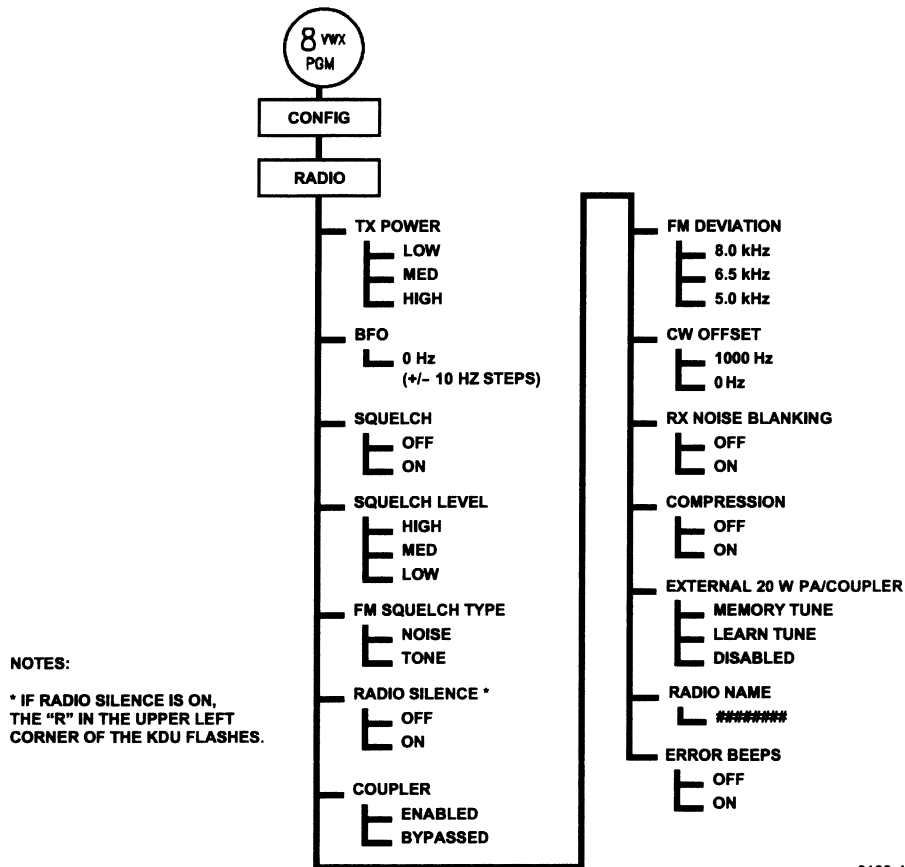 8 VWX
PGM
CONFIG
RADIO
TX POWER
LOW
MED
HIGH
BFO
0 Hz
(+/– 10 HZ STEPS)
SQUELCH
OFF
ON
SQUELCH LEVEL
HIGH
MED
LOW
FM SQUELCH TYPE
NOISE
TONE
RADIO SILENCE *
OFF
ON
COUPLER
ENABLED
BYPASSED
FM DEVIATION
8.0 kHz
6.5 kHz
5.0 kHz
CW OFFSET
1000 Hz
0 Hz
RX NOISE BLANKING
OFF
ON
COMPRESSION
OFF
ON
EXTERNAL 20 W PA/COUPLER
MEMORY TUNE
LEARN TUNE
DISABLED
RADIO NAME
########
ERROR BEEPS
OFF
ON
NOTES:
* IF RADIO SILENCE IS ON,
THE “R” IN THE UPPER LEFT
CORNER OF THE KDU FLASHES.